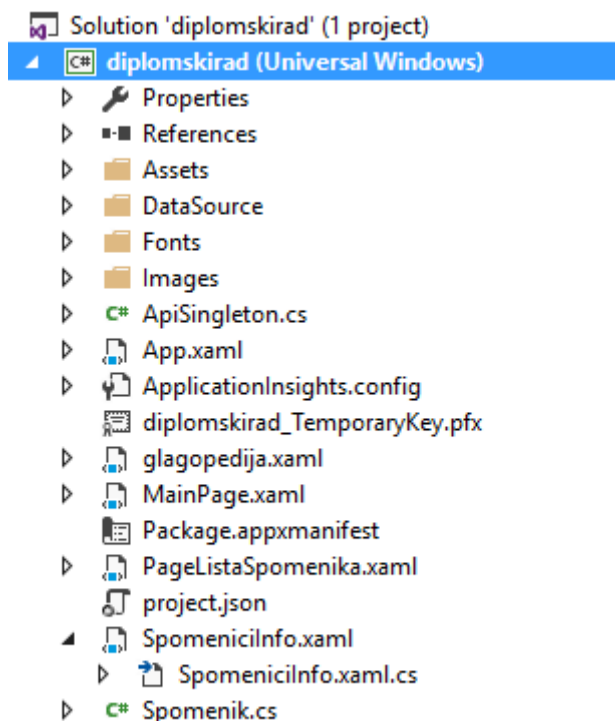 Solution 'diplomskirad' (1 project)
C# diplomskirad (Universal Windows)
Properties
References
Assets
DataSource
Fonts
Images
C# ApiSingleton.cs
App.xaml
ApplicationInsights.config
diplomskirad_TemporaryKey.pfx
glagopedija.xaml
MainPage.xaml
Package.appxmanifest
PageListaSpomenika.xaml
project.json
SpomeniciInfo.xaml
SpomeniciInfo.xaml.cs
C# Spomenik.cs